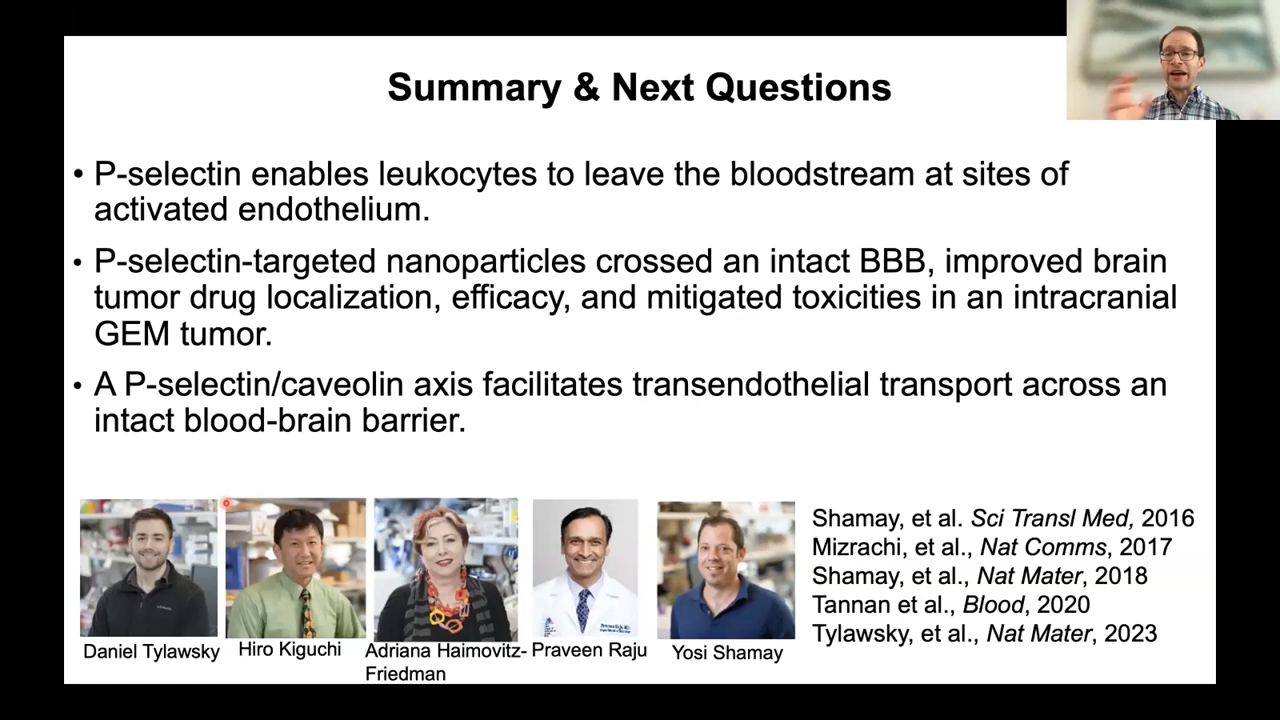 Summary & Next Questions
• P-selectin enables leukocytes to leave the bloodstream at sites of
activated endothelium.
• P-selectin-targeted nanoparticles crossed an intact BBB, improved brain
tumor drug localization, efficacy, and mitigated toxicities in an intracranial
GEM tumor.
• A P-selectin/caveolin axis facilitates transendothelial transport across an
intact blood-brain barrier.
Daniel Tylawsky
Hiro Kiguchi
Adriana Haimovitz-
Friedman
Praveen Raju
Yosi Shamay
Shamay, et al. Sci Transl Med, 2016
Mizrachi, et al., Nat Comms, 2017
Shamay, et al., Nat Mater, 2018
Tannan et al., Blood, 2020
Tylawsky, et al., Nat Mater, 2023